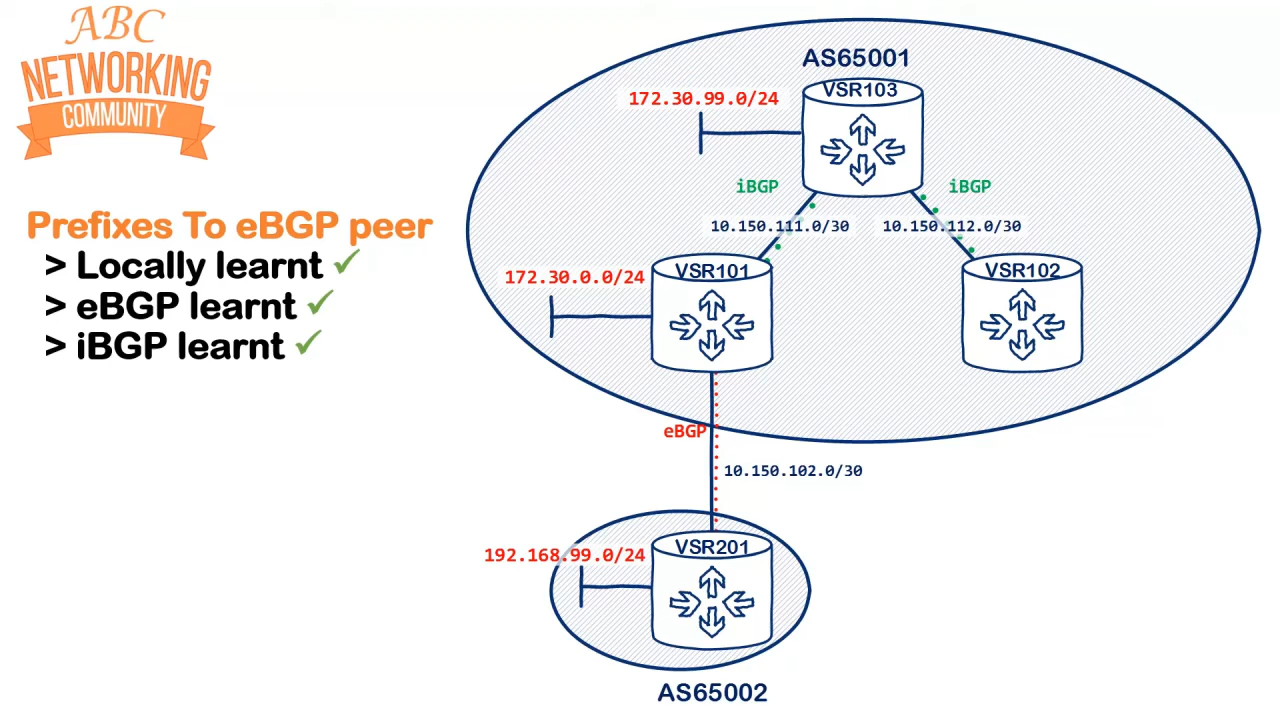 ABC
NETWORKING
COMMUNITY
Prefixes To eBGP peer
> Locally learnt ✓
> eBGP learnt ✓
> iBGP learnt ✓
AS65001
VSR103
172.30.99.0/24
iBGP
iBGP
10.150.111.0/30
10.150.112.0/30
VSR101
VSR102
172.30.0.0/24
eBGP
10.150.102.0/30
VSR201
192.168.99.0/24
AS65002